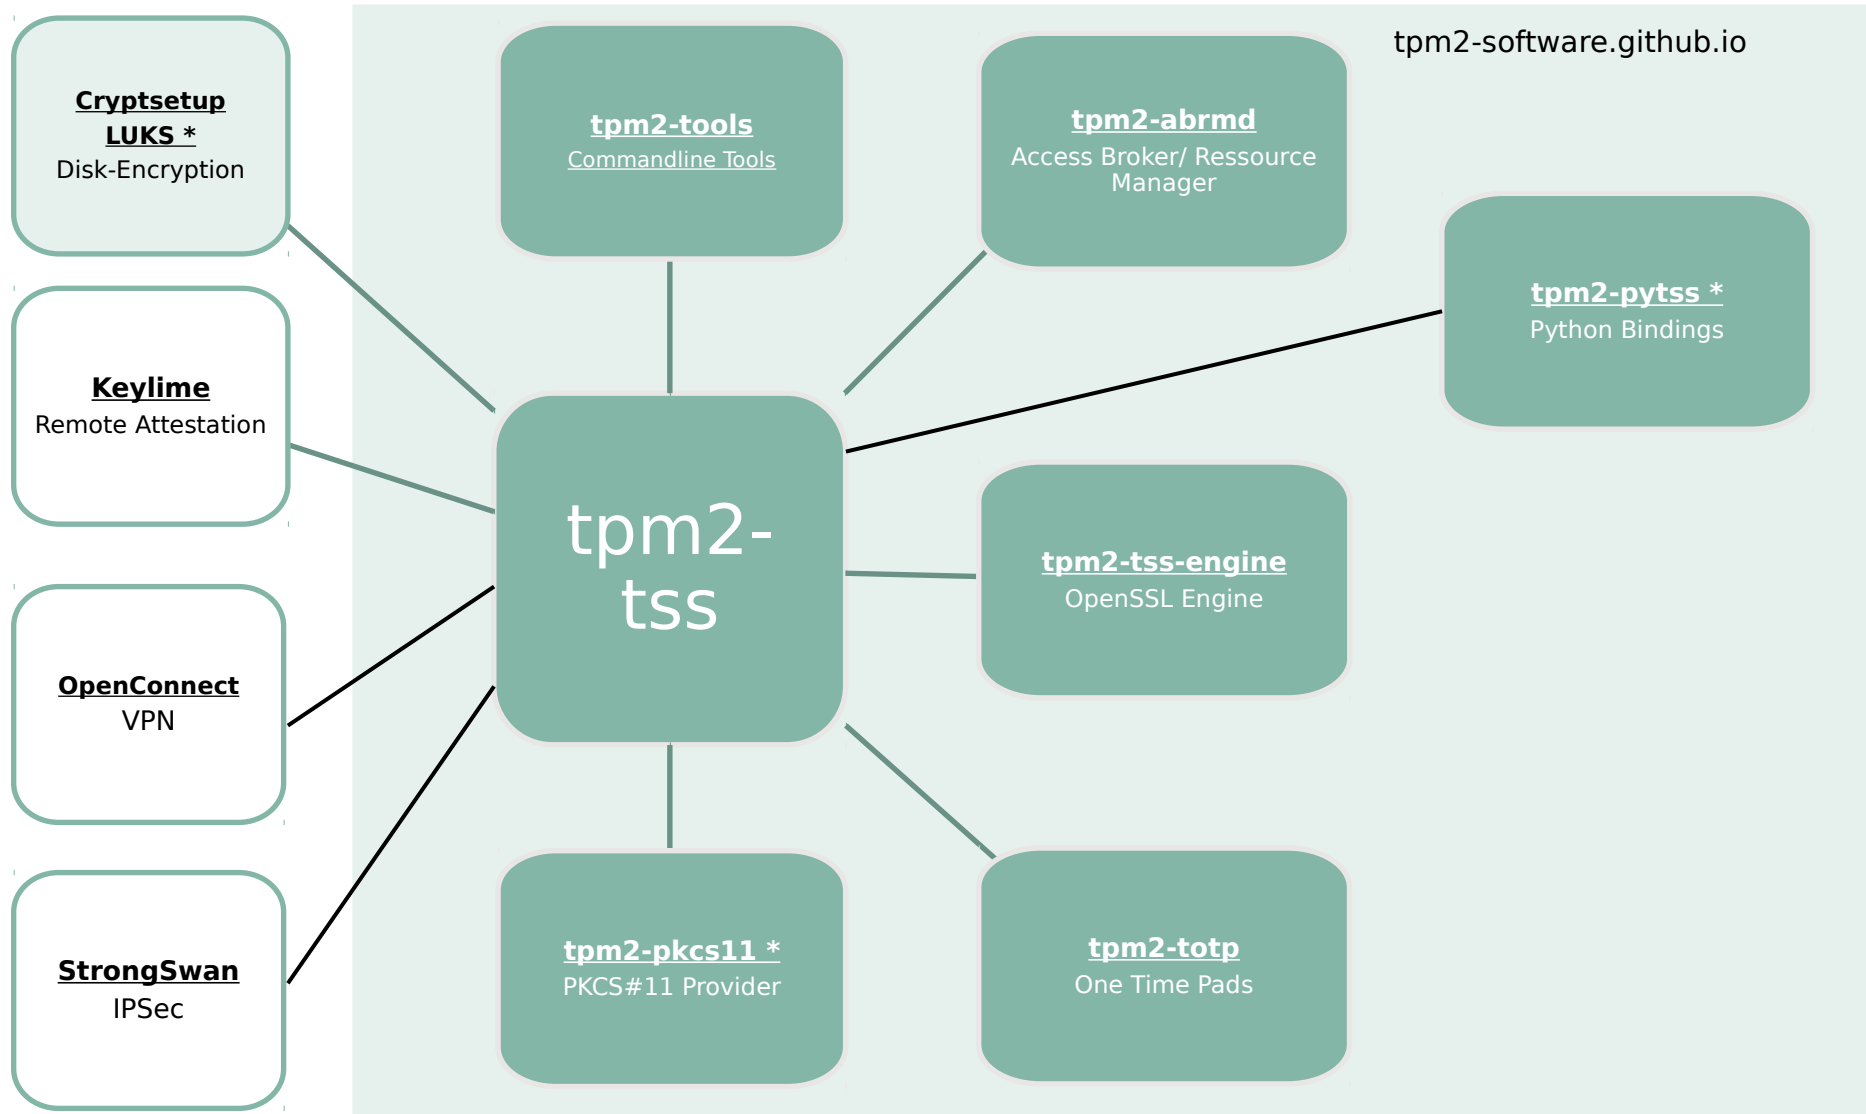 tpm2-software.github.io
Cryptsetup
LUKS *
Disk-Encryption
tpm2-tools
Commandline Tools
tpm2-abrmd
Access Broker/ Ressource
Manager
tpm2-pytss *
Python Bindings
Keylime
Remote Attestation
tpm2-
tss
tpm2-tss-engine
OpenSSL Engine
OpenConnect
VPN
StrongSwan
IPSec
tpm2-pkcs11 *
PKCS#11 Provider
tpm2-totp
One Time Pads